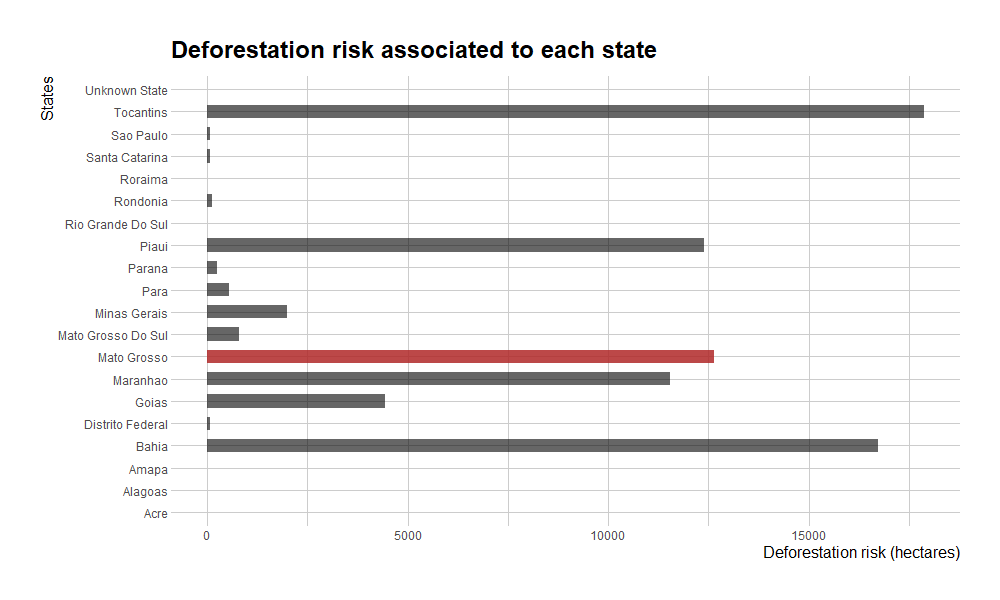 Deforestation risk associated to each state
States
Unknown State
Tocantins
Sao Paulo
Santa Catarina
Roraima
Rondonia
Rio Grande Do Sul
Piaui
Parana
Para
Minas Gerais
Mato Grosso Do Sul
Mato Grosso
Maranhao
Goias
Distrito Federal
Bahia
Amapa
Alagoas
Acre
0 5000 10000 15000
Deforestation risk (hectares)